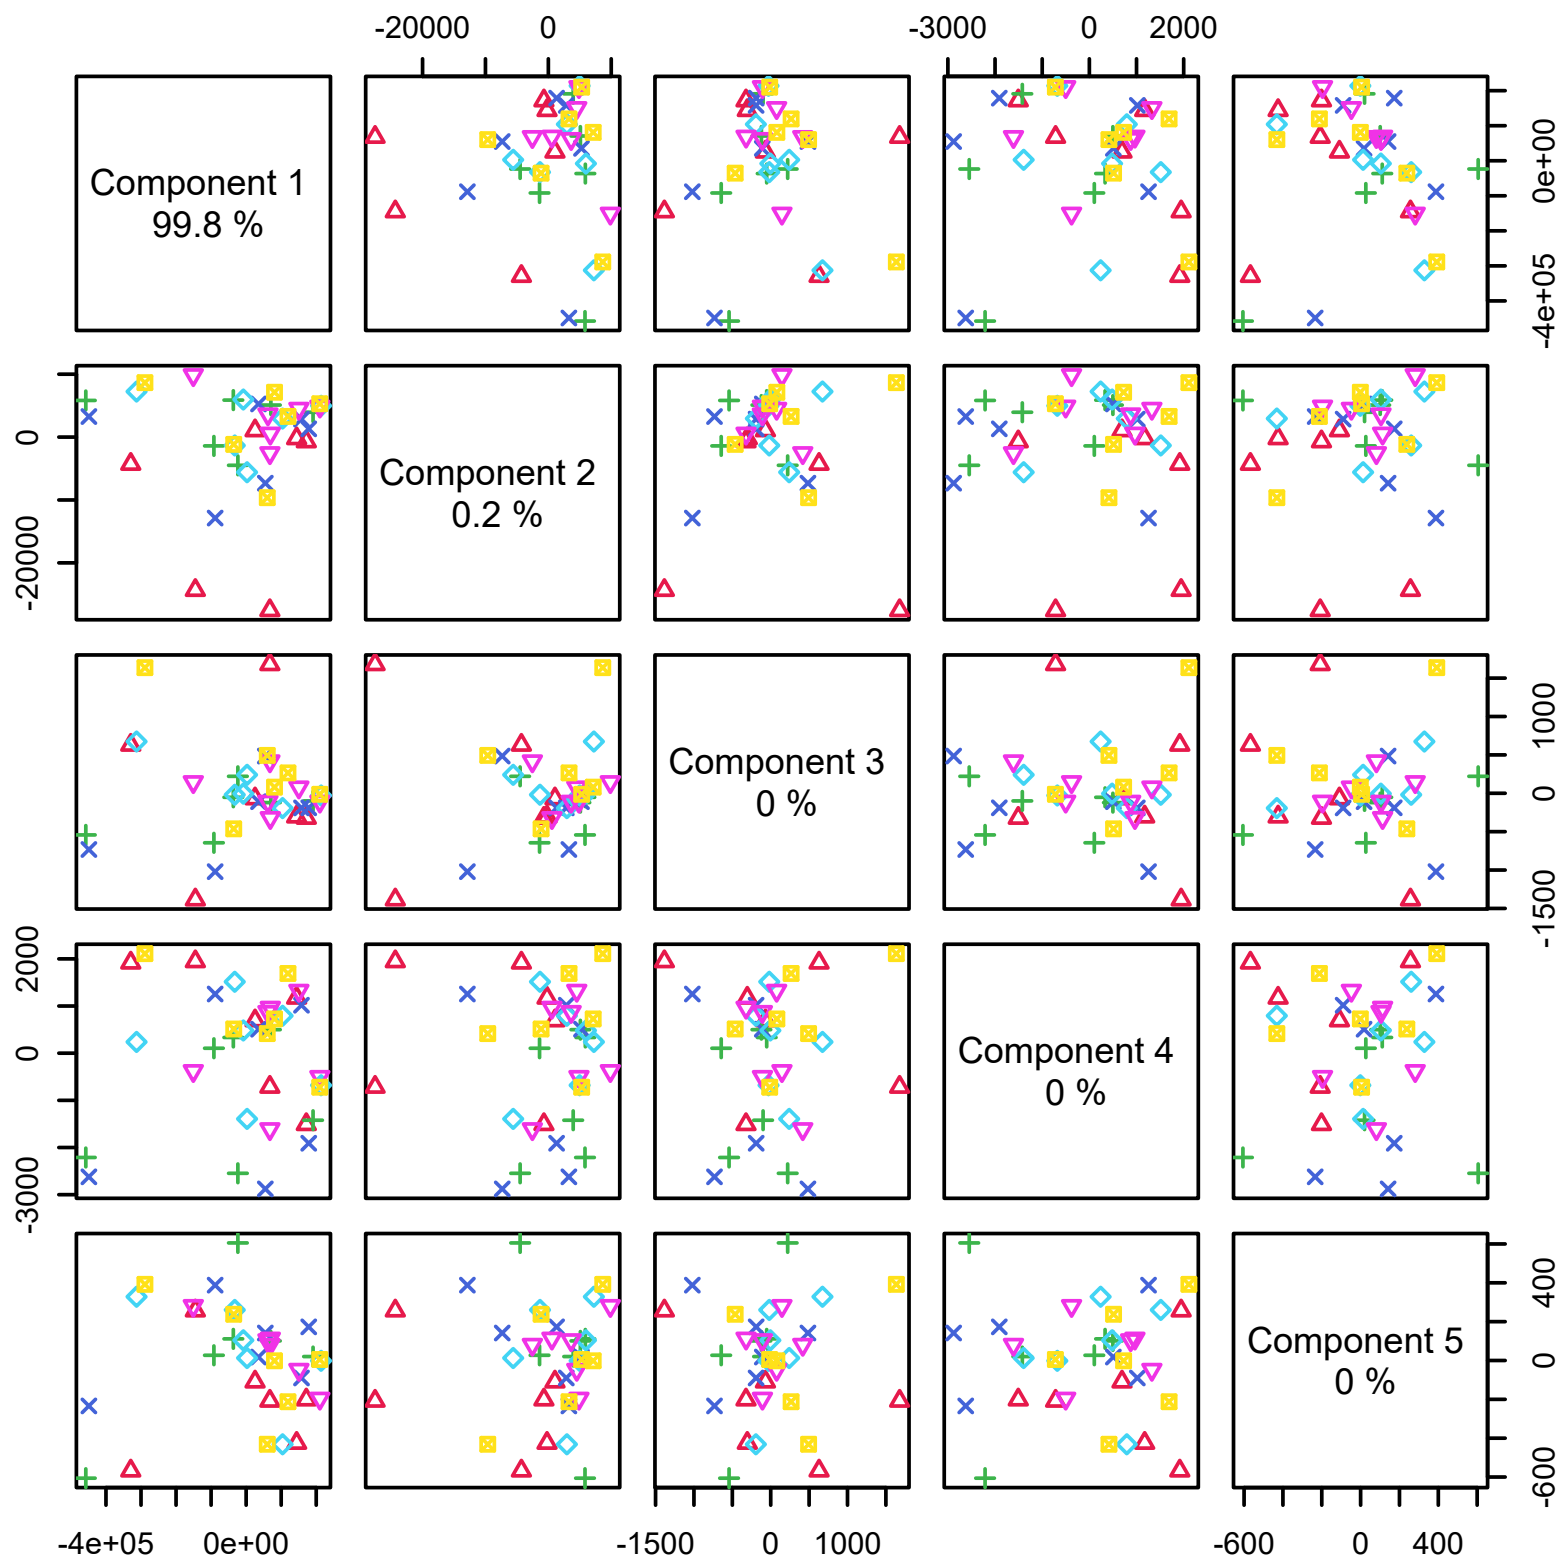 -20000 0 -3000 0 2000
Component 1
99.8 %
0e+00
-4e+05
0
-20000
Component 2
0.2 %
Component 3
0 %
1000
0
-1500
2000
0
-3000
Component 4
0 %
Component 5
0 %
400
0
-600
-4e+05 0e+00 -1500 0 1000 -600 0 400